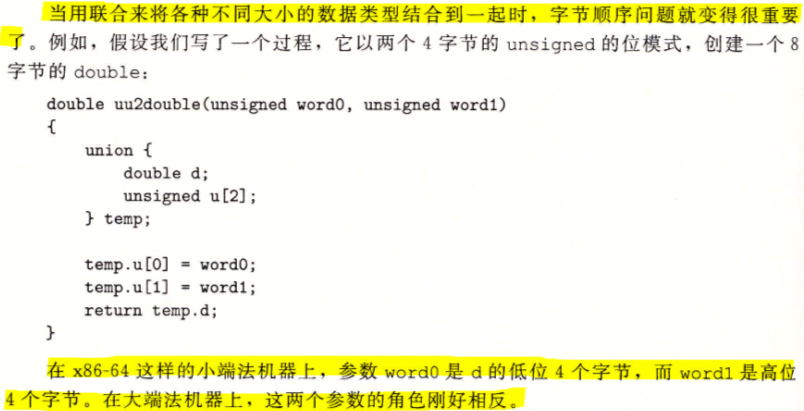 当用联合来将各种不同大小的数据类型结合到一起时，字节顺序问题就变得很重要
了。例如，假设我们写了一个过程，它以两个 4 字节的 unsigned 的位模式，创建一个 8
字节的 double：
double uu2double(unsigned word0, unsigned word1)
{
union {
double d;
unsigned u[2];
} temp;
temp.u[0] = word0;
temp.u[1] = word1;
return temp.d;
}
在 x86-64 这样的小端法机器上，参数 word0 是 d 的低位 4 个字节，而 word1 是高位
4 个字节。在大端法机器上，这两个参数的角色刚好相反。